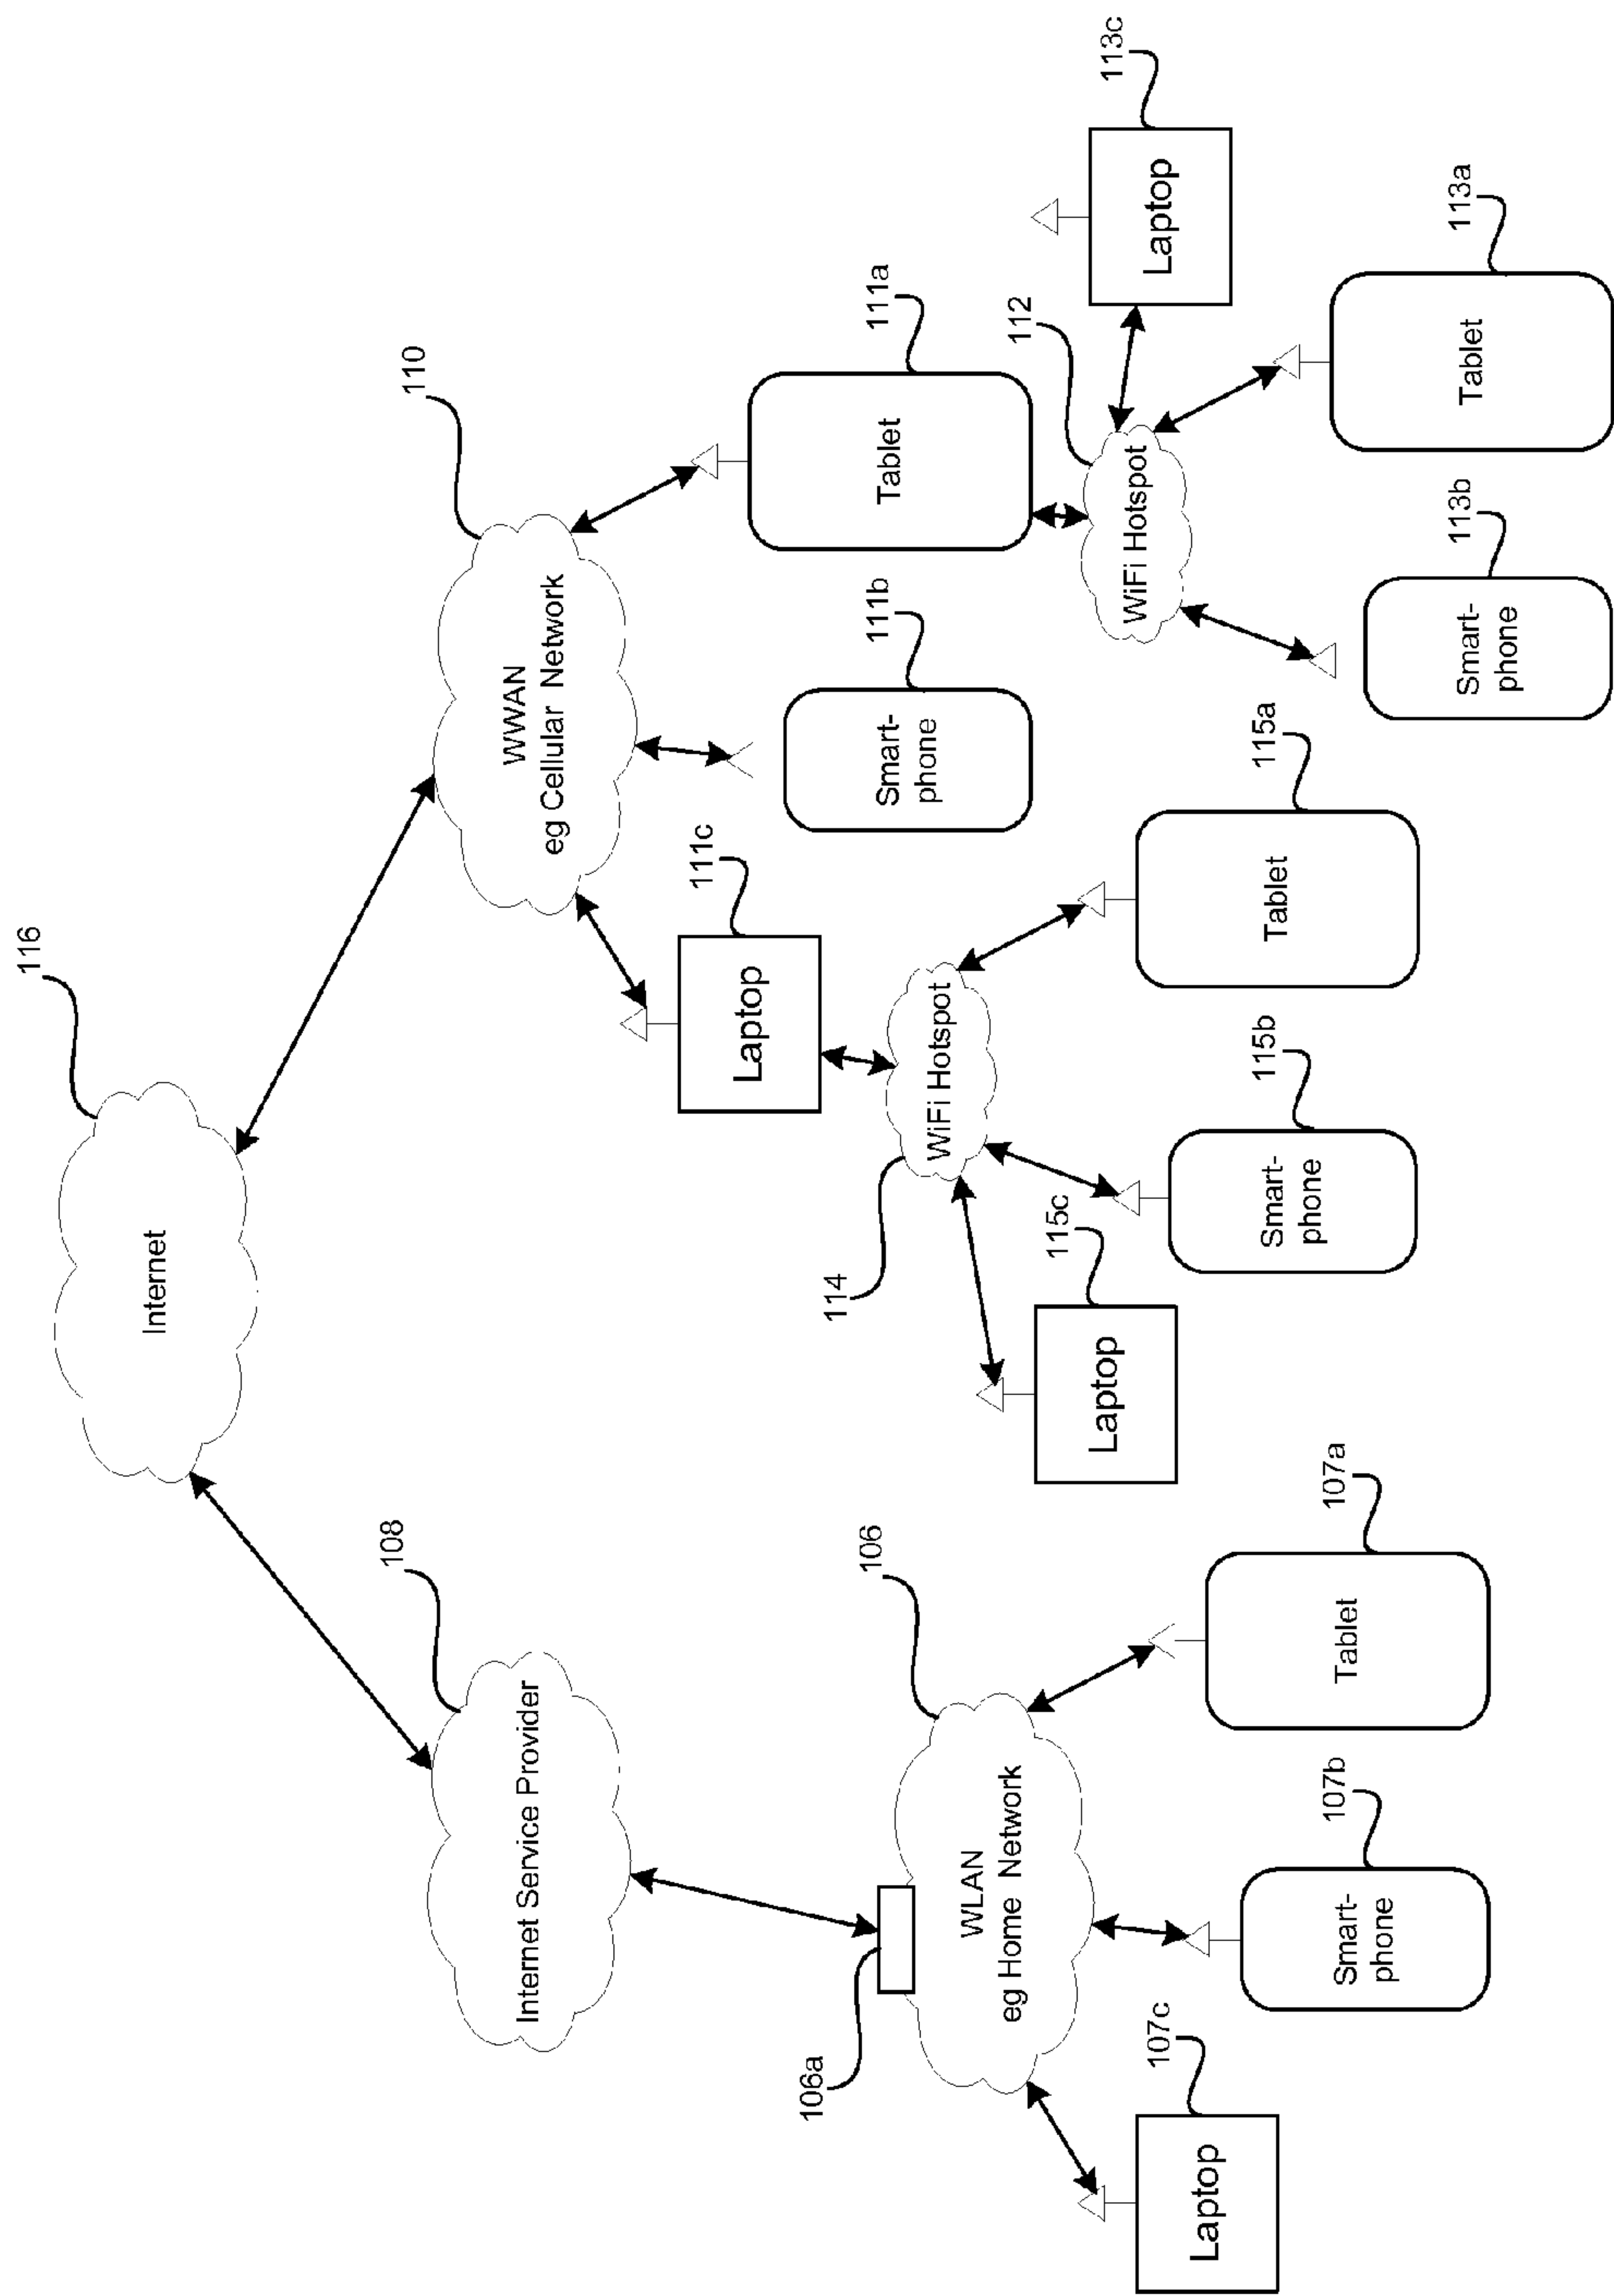 116
Internet
108
Internet Service Provider
110
WWAN
eg Cellular Network
106a
106
WLAN
eg Home Network
107c
Laptop
107b
Smart-
phone
107a
Tablet
111c
Laptop
111b
Smart-
phone
111a
Tablet
114
WiFi Hotspot
115c
Laptop
115b
Smart-
phone
115a
Tablet
112
WiFi Hotspot
113b
Smart-
phone
113a
Tablet
113c
Laptop